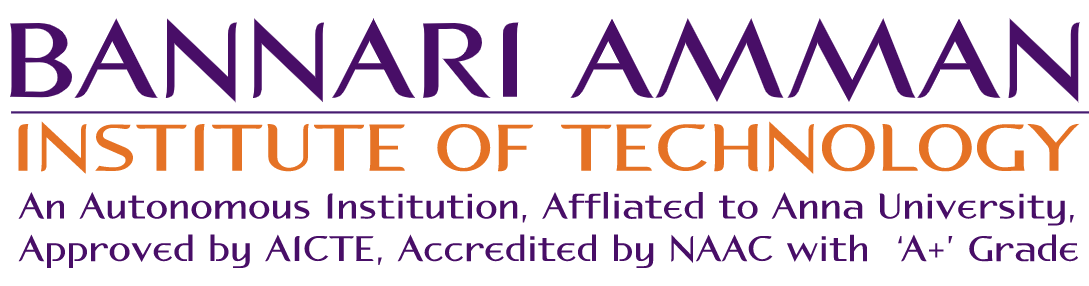 BANNARI AMMAN
INSTITUTE OF TECHNOLOGY
An Autonomous Institution, Affliated to Anna University,
Approved by AICTE, Accredited by NAAC with ‘A+’ Grade